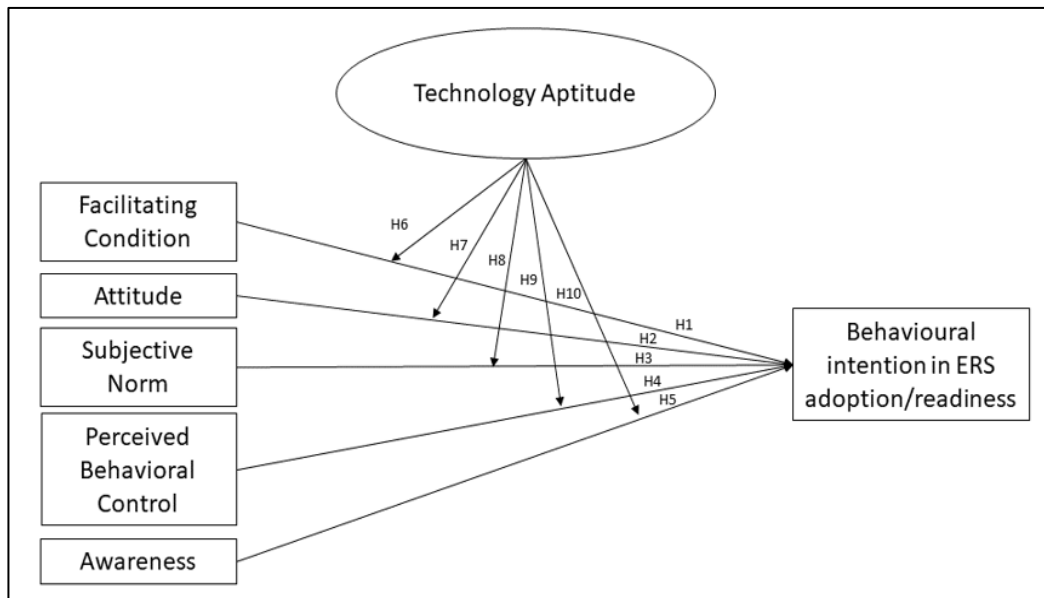 Technology Aptitude
Facilitating
Condition
Attitude
Subjective
Norm
Perceived
Behavioral
Control
Awareness
H6
H7
H8
H9
H10
H1
H2
H3
H4
H5
Behavioural
intention in ERS
adoption/readiness